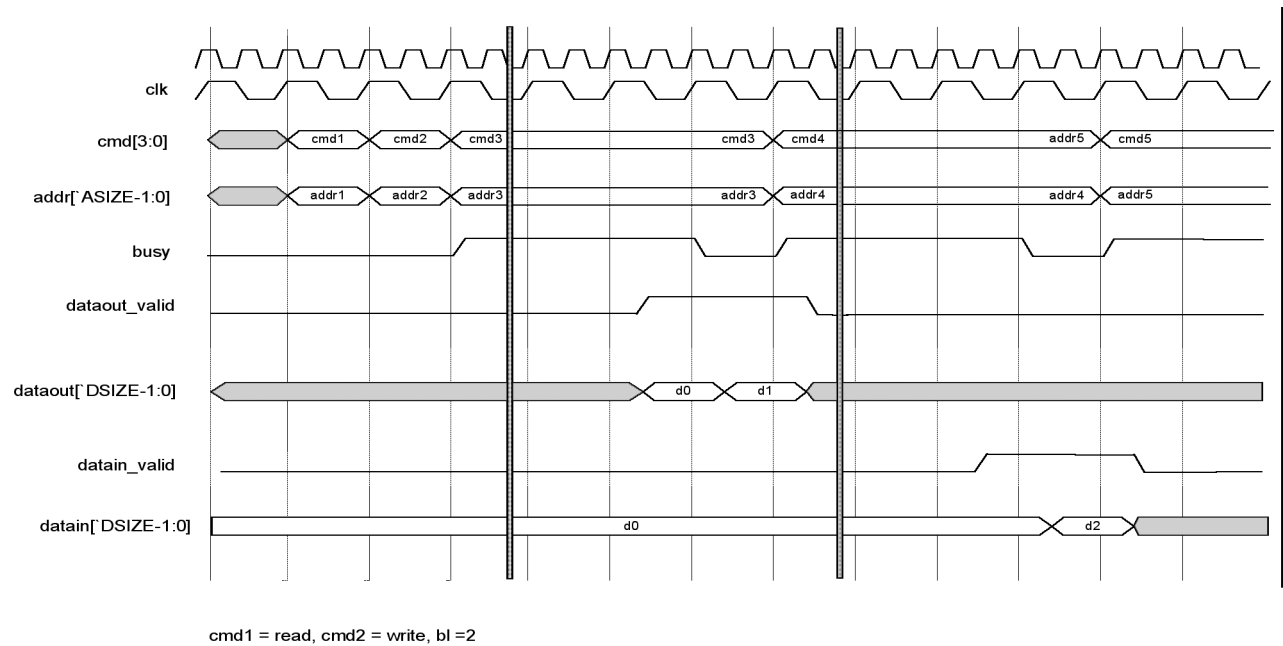 clk
cmd[3:0] cmd1 cmd2 cmd3 cmd3 cmd4 addr5 cmd5
addr[`ASIZE-1:0] addr1 addr2 addr3 addr3 addr4 addr4 addr5
busy
dataout_valid
dataout[`DSIZE-1:0] d0 d1
datain_valid
datain[`DSIZE-1:0] d0 d2
cmd1 = read, cmd2 = write, bl =2